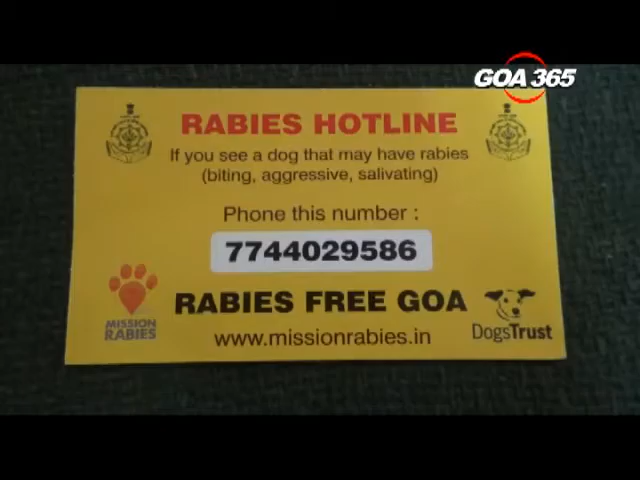 GOA 365
RABIES HOTLINE
If you see a dog that may have rabies
(biting, aggressive, salivating)
Phone this number :
7744029586
RABIES FREE GOA
www.missionrabies.in
MISSION
RABIES
DogsTrust